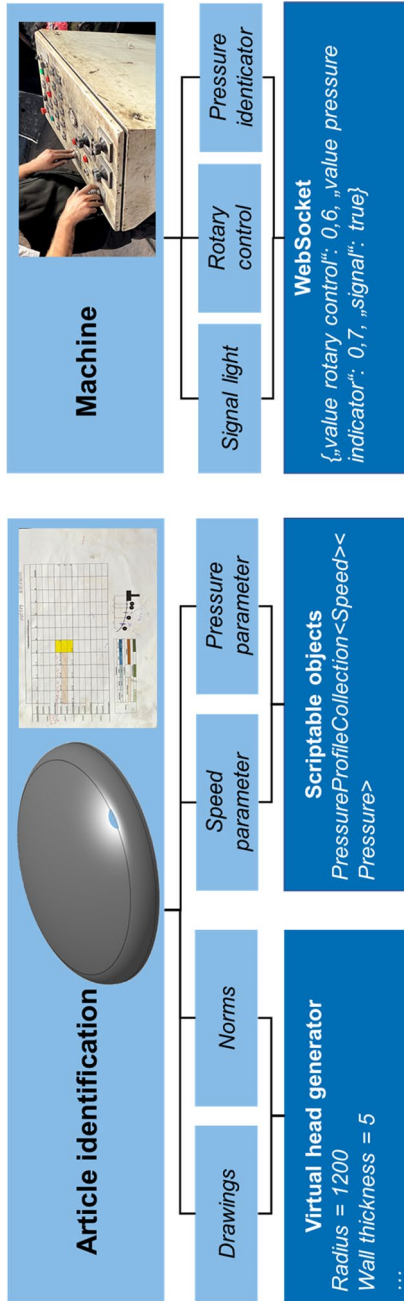 Article identification
Drawings
Norms
Speed
parameter
Pressure
parameter
Virtual head generator
Radius = 1200
Wall thickness = 5
…
Scriptable objects
PressureProfileCollection<Speed><
Pressure>
Machine
Signal light
Rotary
control
Pressure
identicator
WebSocket
{„value rotary control“: 0,6, „value pressure
indicator“: 0,7, „signal“: true}